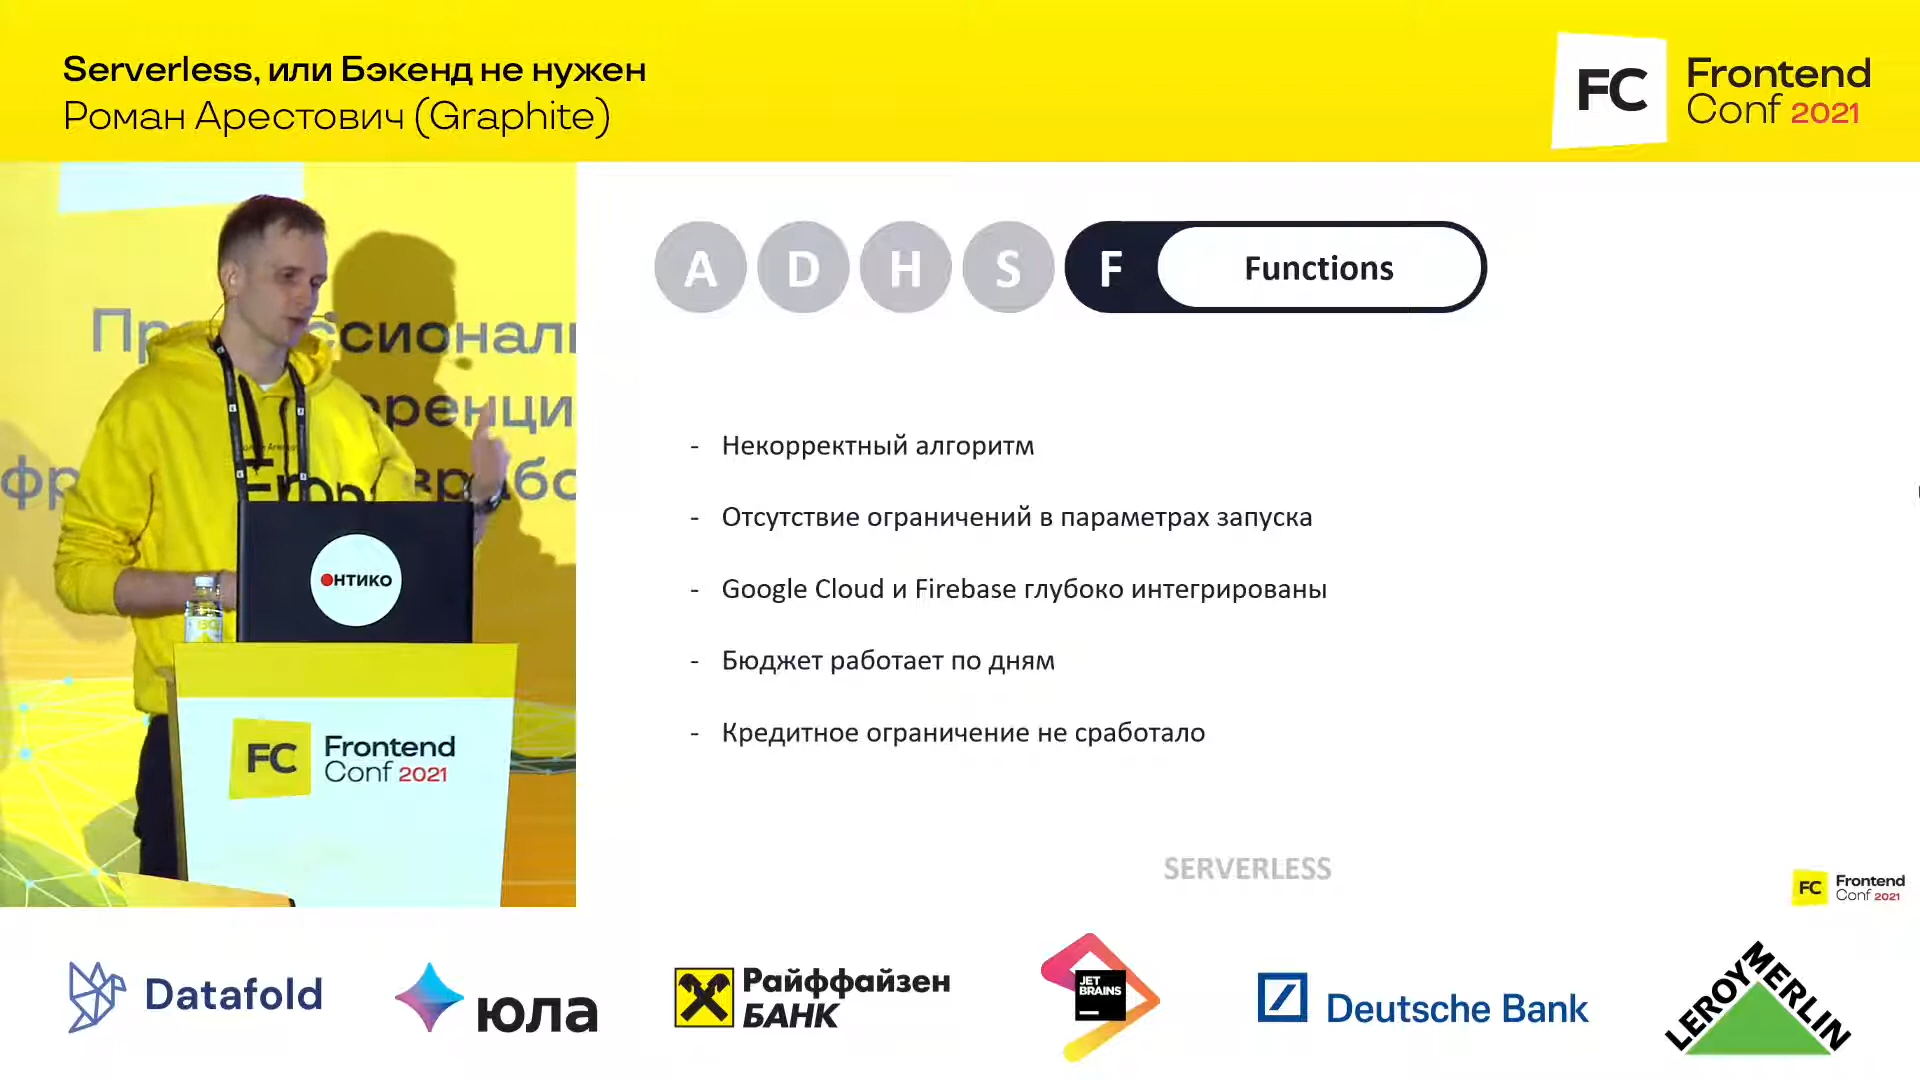 Serverless, или Бэкенд не нужен
Роман Арестович (Graphite)
FC
Frontend
Conf 2021
A D H S F Functions
- Некорректный алгоритм
- Отсутствие ограничений в параметрах запуска
- Google Cloud и Firebase глубоко интегрированы
- Бюджет работает по дням
- Кредитное ограничение не сработало
SERVERLESS
FC
Frontend
Conf 2021
ОНТИКО
FC
Frontend
Conf 2021
Datafold
юла
Райффайзен
БАНК
JET
BRAINS
Deutsche Bank
LEROY MERLIN